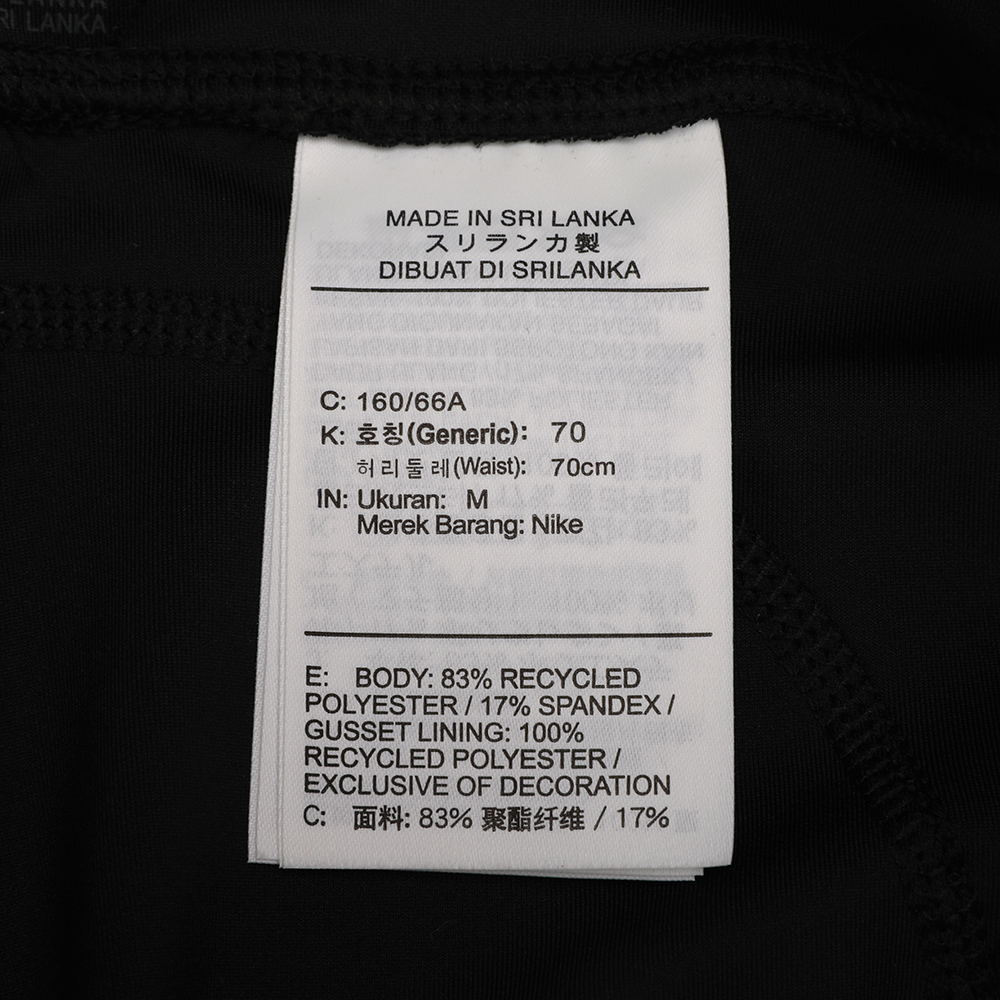 RI LANKA
MADE IN SRI LANKA
スリランカ製
DIBUAT DI SRILANKA
C: 160/66A
K: 호칭(Generic): 70
허리둘레(Waist): 70cm
IN: Ukuran: M
Merek Barang: Nike
E: BODY: 83% RECYCLED
POLYESTER / 17% SPANDEX /
GUSSET LINING: 100%
RECYCLED POLYESTER /
EXCLUSIVE OF DECORATION
C: 面料: 83% 聚酯纤维 / 17%